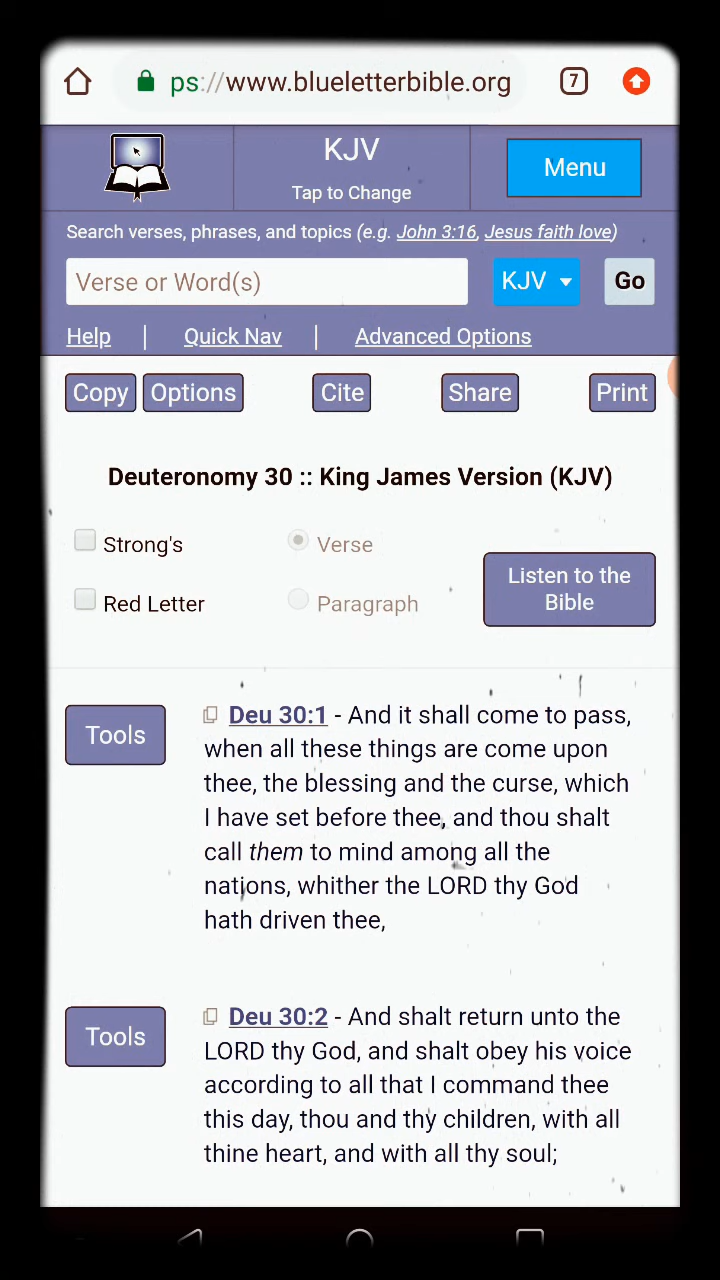 ps://www.blueletterbible.org
7
KJV
Tap to Change
Menu
Search verses, phrases, and topics (e.g. John 3:16, Jesus faith love)
Verse or Word(s)
KJV
Go
Help | Quick Nav | Advanced Options
Copy Options Cite Share Print
Deuteronomy 30 :: King James Version (KJV)
Strong's
Verse
Red Letter
Paragraph
Listen to the
Bible
Tools
Deu 30:1 - And it shall come to pass,
when all these things are come upon
thee, the blessing and the curse, which
I have set before thee, and thou shalt
call them to mind among all the
nations, whither the LORD thy God
hath driven thee,
Tools
Deu 30:2 - And shalt return unto the
LORD thy God, and shalt obey his voice
according to all that I command thee
this day, thou and thy children, with all
thine heart, and with all thy soul;